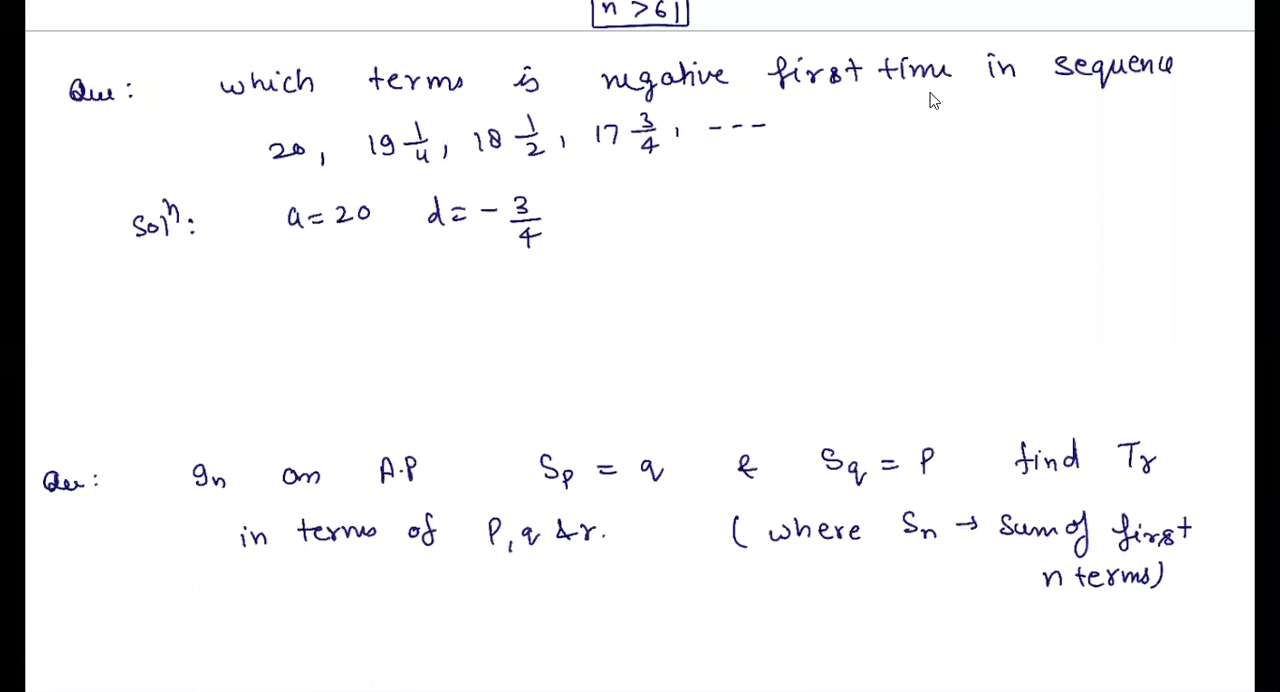 n > 61
Que: which terms is negative first time in sequence
20, 19 1/4, 18 1/2, 17 3/4, ---
Solⁿ: a = 20 d = - 3/4
Que: In an A.P Sp = q & Sq = P find Tr
in terms of P, q & r. ( where Sn → sum of first
n terms)